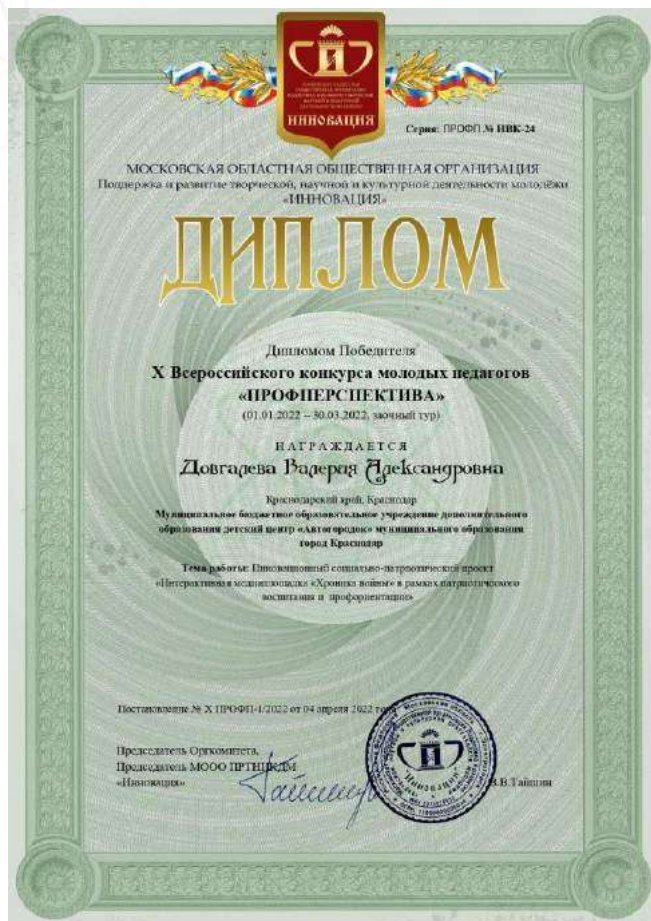 ИННОВАЦИЯ
Серия: ПРОФП № НВК-24
МОСКОВСКАЯ ОБЛАСТНАЯ ОБЩЕСТВЕННАЯ ОРГАНИЗАЦИЯ
Поддержка и развитие творческой, научной и культурной деятельности молодёжи
«ИННОВАЦИЯ»
ДИПЛОМ
Дипломом Победителя
X Всероссийского конкурса молодых педагогов
«ПРОФПЕРСПЕКТИВА»
(01.01.2022 – 30.03.2022, заочный тур)
НАГРАЖДАЕТСЯ
Довгалева Валерия Александровна
Краснодарский край, Краснодар
Муниципальное бюджетное образовательное учреждение дополнительного
образования детский центр «Автогородок» муниципального образования
город Краснодар
Тема работы: Инновационный социально-патриотический проект
«Интерактивная медиаплощадка «Хроника войны» в рамках патриотического
воспитания и профориентации»
Постановление № X ПРОФП-1/2022 от 04 апреля 2022 года
Председатель Оргкомитета,
Председатель МООО ПРТНИКДМ
«Инновация»
В.В.Тайшин
"Инновация"